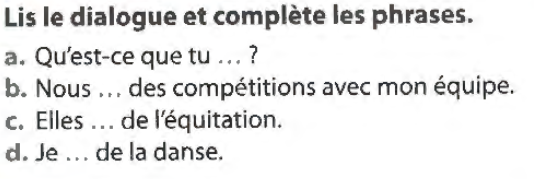 Lis le dialogue et complète les phrases.
a. Qu'est-ce que tu ... ?
b. Nous ... des compétitions avec mon équipe.
c. Elles ... de l'équitation.
d. Je ... de la danse.